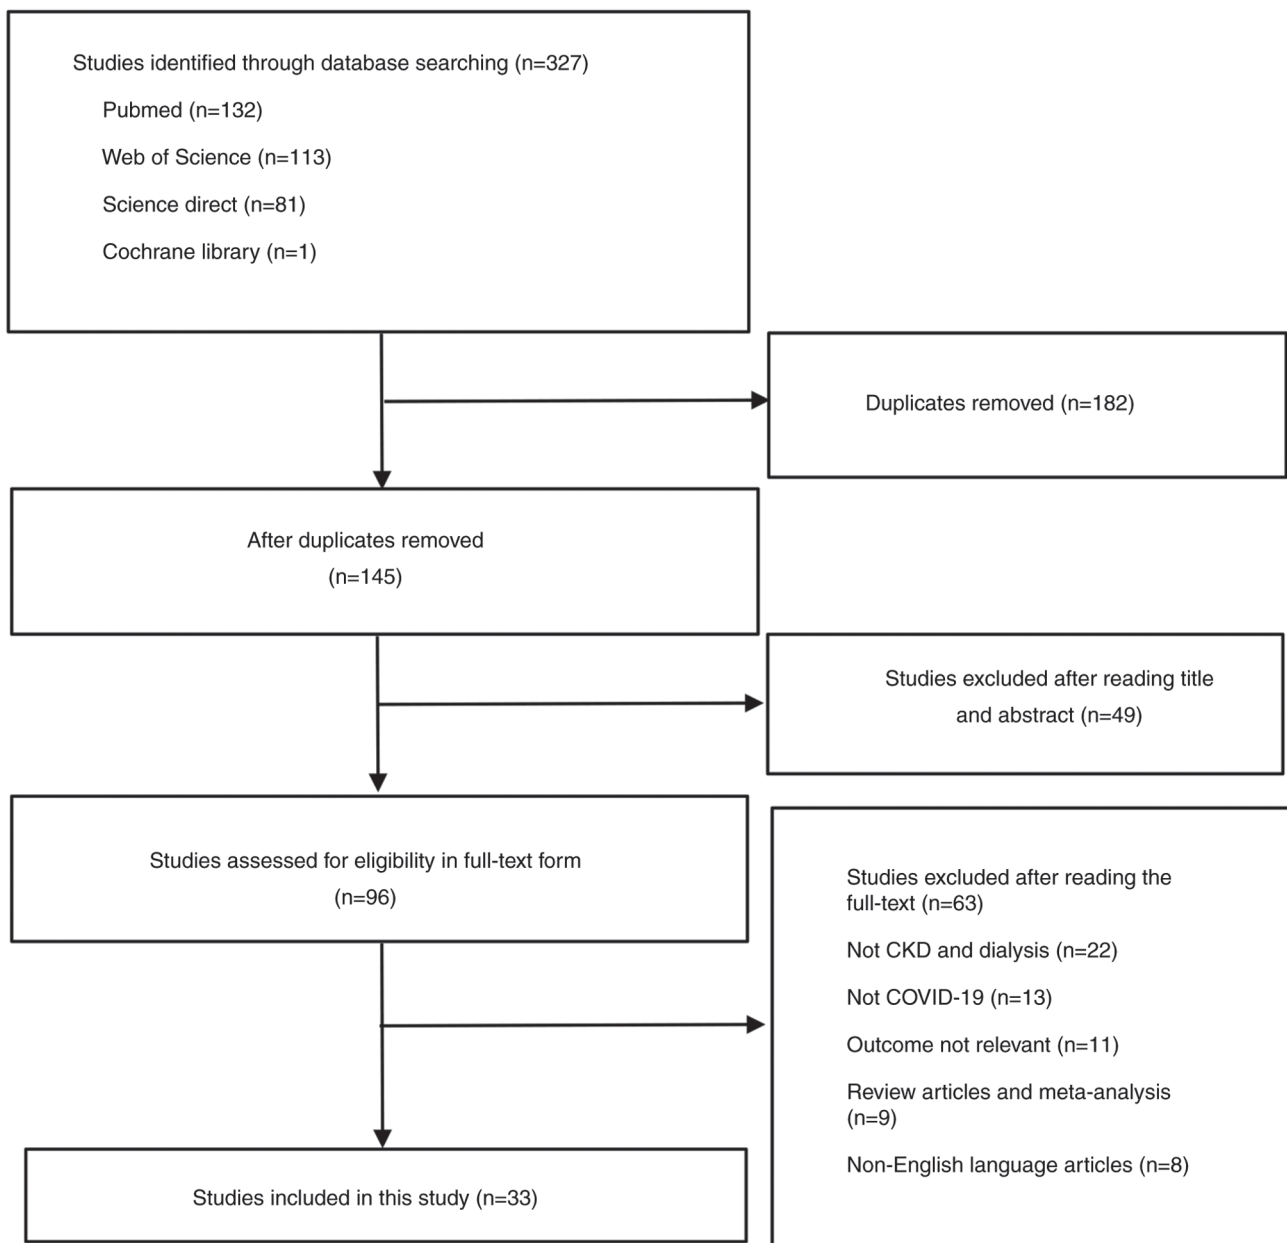 Studies identified through database searching (n=327)
Pubmed (n=132)
Web of Science (n=113)
Science direct (n=81)
Cochrane library (n=1)
Duplicates removed (n=182)
After duplicates removed
(n=145)
Studies excluded after reading title
and abstract (n=49)
Studies assessed for eligibility in full-text form
(n=96)
Studies excluded after reading the
full-text (n=63)
Not CKD and dialysis (n=22)
Not COVID-19 (n=13)
Outcome not relevant (n=11)
Review articles and meta-analysis
(n=9)
Non-English language articles (n=8)
Studies included in this study (n=33)